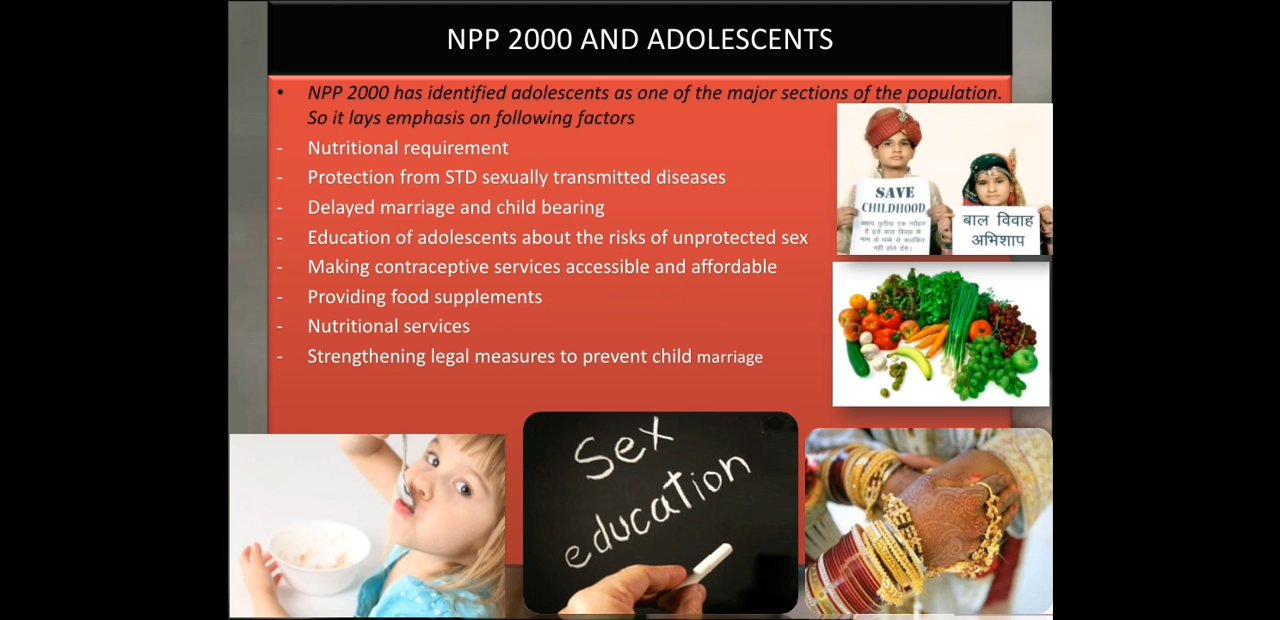 NPP 2000 AND ADOLESCENTS
• NPP 2000 has identified adolescents as one of the major sections of the population.
So it lays emphasis on following factors
- Nutritional requirement
- Protection from STD sexually transmitted diseases
- Delayed marriage and child bearing
- Education of adolescents about the risks of unprotected sex
- Making contraceptive services accessible and affordable
- Providing food supplements
- Nutritional services
- Strengthening legal measures to prevent child marriage
SAVE
CHILDHOOD
बाल विवाह
अभिशाप
Sex
education